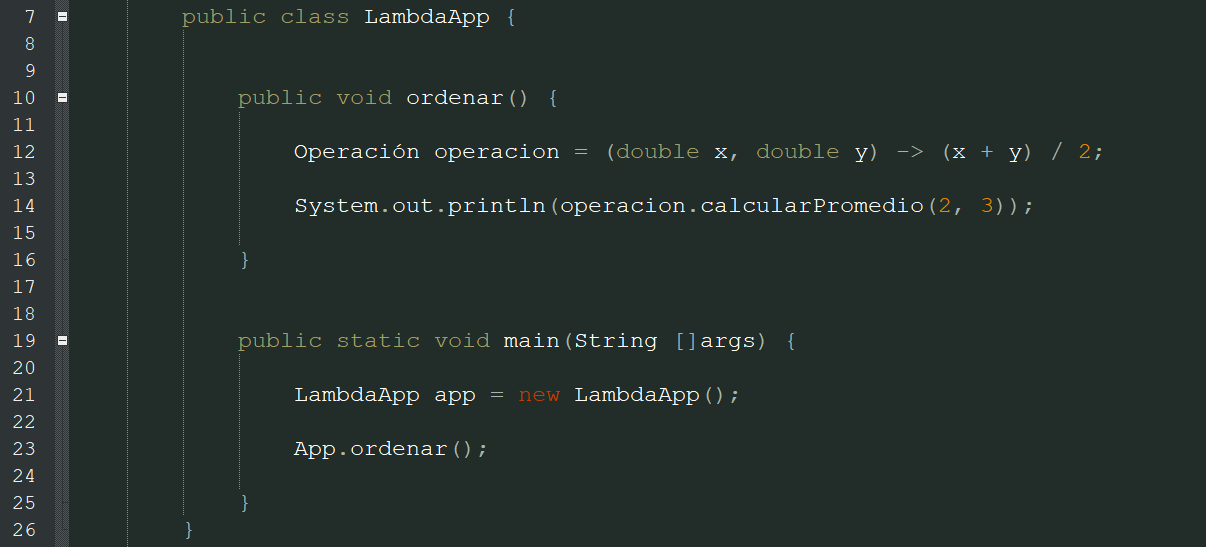 7 public class LambdaApp {
8
9
10 public void ordenar() {
11
12 Operación operacion = (double x, double y) -> (x + y) / 2;
13
14 System.out.println(operacion.calcularPromedio(2, 3));
15
16 }
17
18
19 public static void main(String []args) {
20
21 LambdaApp app = new LambdaApp();
22
23 App.ordenar();
24
25 }
26 }